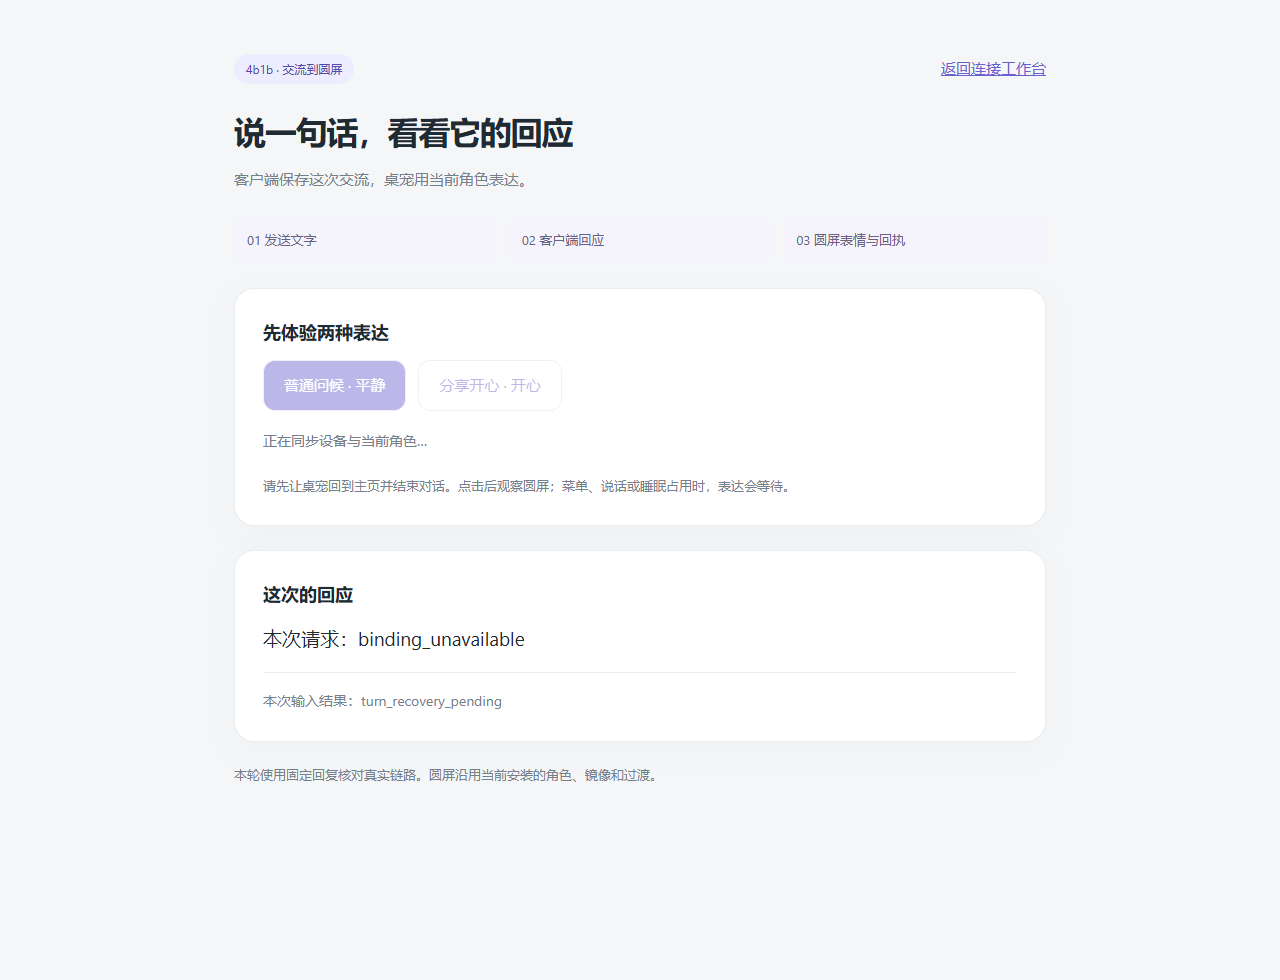 4b1b · 交流到圆屏
返回连接工作台
说一句话，看看它的回应
客户端保存这次交流，桌宠用当前角色表达。
01 发送文字
02 客户端回应
03 圆屏表情与回执
先体验两种表达
普通问候 · 平静
分享开心 · 开心
正在同步设备与当前角色...
请先让桌宠回到主页并结束对话。点击后观察圆屏；菜单、说话或睡眠占用时，表达会等待。
这次的回应
本次请求：binding_unavailable
本次输入结果：turn_recovery_pending
本轮使用固定回复核对真实链路。圆屏沿用当前安装的角色、镜像和过渡。